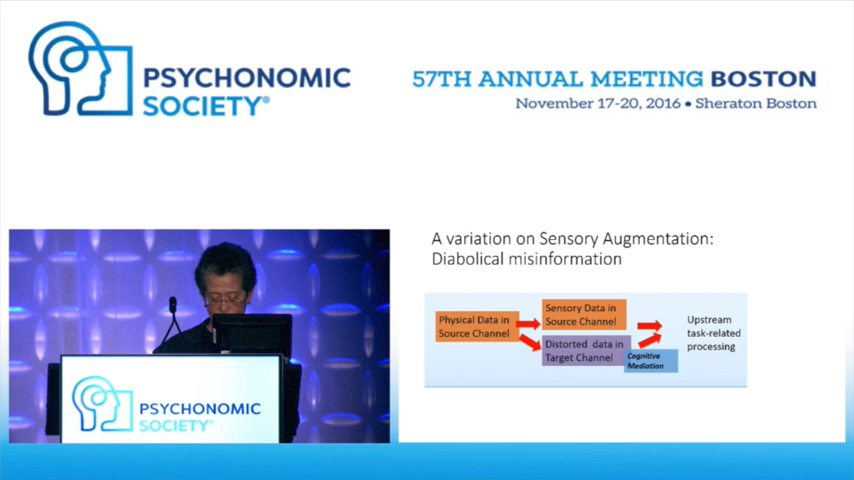 PSYCHONOMIC
SOCIETY®
57TH ANNUAL MEETING BOSTON
November 17-20, 2016 • Sheraton Boston
A variation on Sensory Augmentation:
Diabolical misinformation
Physical Data in
Source Channel
Sensory Data in
Source Channel
Distorted data in
Target Channel
Cognitive
Mediation
Upstream
task-related
processing
PSYCHONOMIC
SOCIETY®